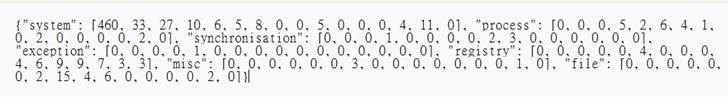 {"system": [460, 33, 27, 10, 6, 5, 8, 0, 0, 5, 0, 0, 0, 4, 11, 0], "process": [0, 0, 0, 5, 2, 6, 4, 1,
0, 2, 0, 0, 0, 0, 2, 0], "synchronisation": [0, 0, 0, 1, 0, 0, 0, 0, 2, 3, 0, 0, 0, 0, 0, 0],
"exception": [0, 0, 0, 0, 1, 0, 0, 0, 0, 0, 0, 0, 0, 0, 0, 0], "registry": [0, 0, 0, 0, 0, 4, 0, 0, 0,
4, 6, 9, 9, 7, 3, 3], "misc": [0, 0, 0, 0, 0, 0, 3, 0, 0, 0, 0, 0, 0, 0, 1, 0], "file": [0, 0, 0, 0, 0,
0, 2, 15, 4, 6, 0, 0, 0, 0, 2, 0]}